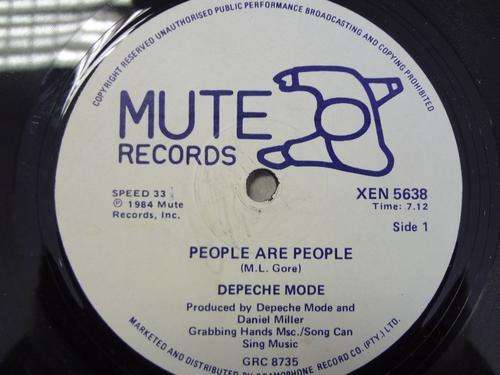 COPYRIGHT RESERVED UNAUTHORISED PUBLIC PERFORMANCE BROADCASTING AND COPYING PROHIBITED
MUTE
RECORDS
SPEED 33
℗ 1984 Mute
Records, Inc.
XEN 5638
Time: 7.12
Side 1
PEOPLE ARE PEOPLE
(M.L. Gore)
DEPECHE MODE
Produced by Depeche Mode and
Daniel Miller
Grabbing Hands Msc./Song Can
Sing Music
GRC 8735
MARKETED AND DISTRIBUTED BY GRAMOPHONE RECORD CO. (PTY.) LTD.